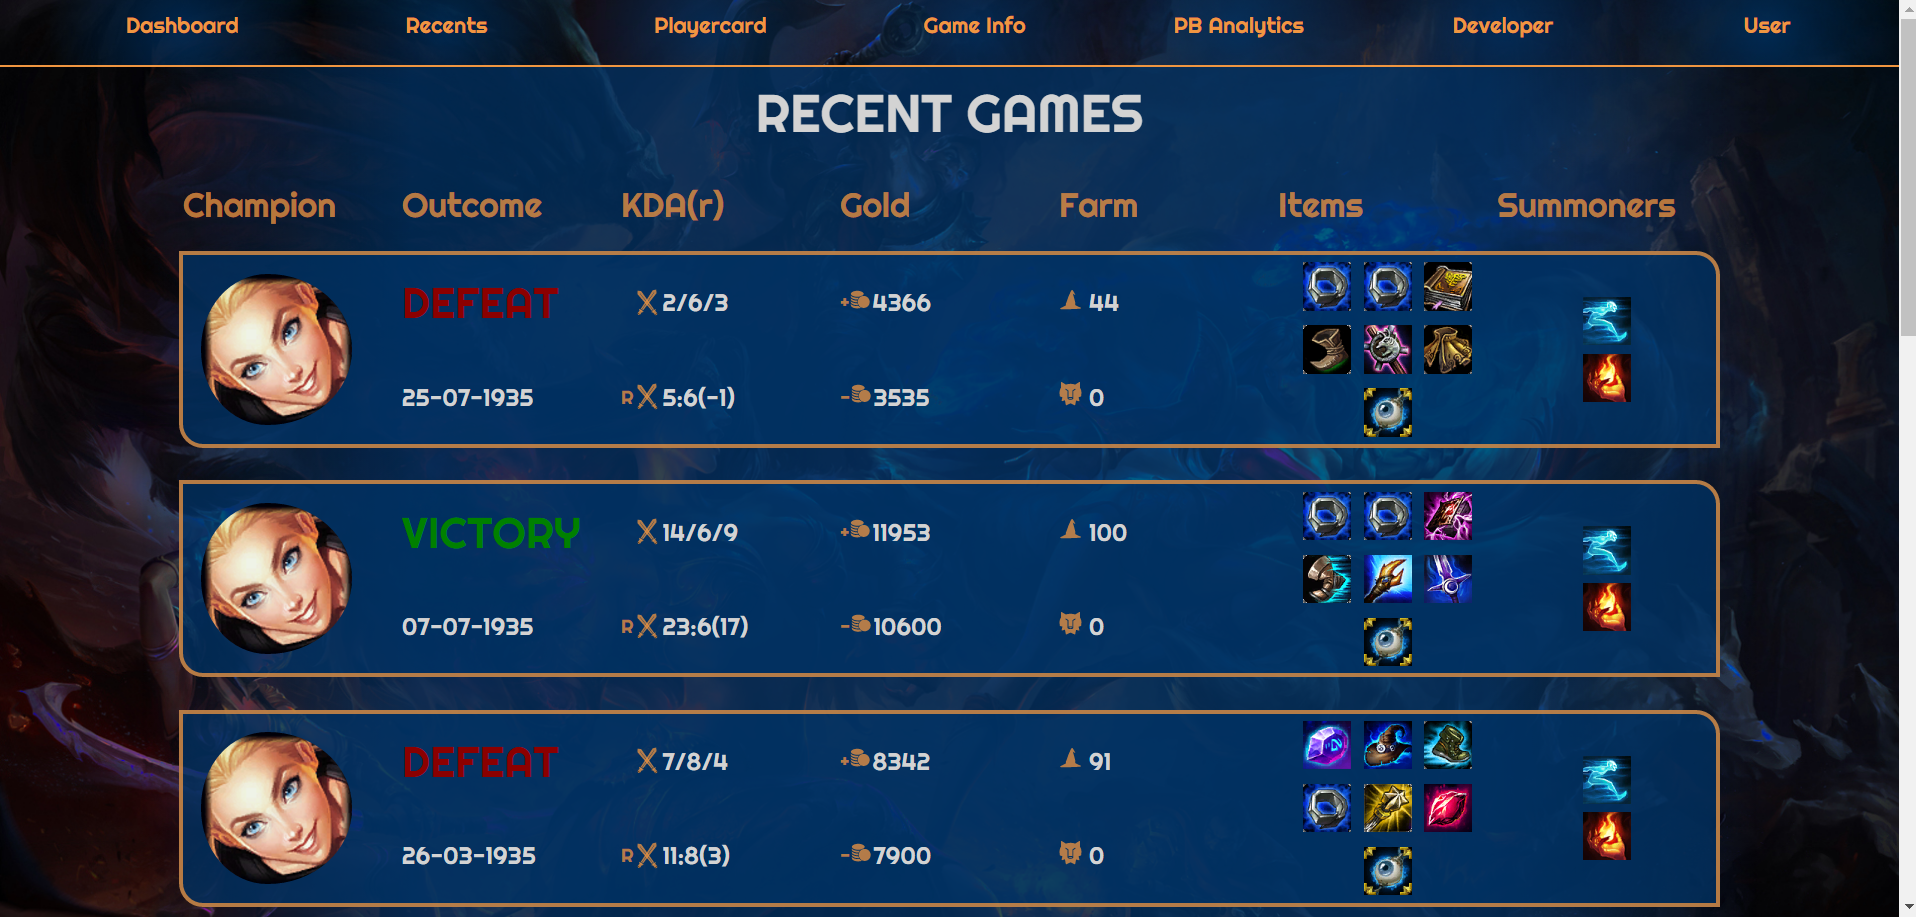 Dashboard Recents Playercard Game Info PB Analytics Developer User
RECENT GAMES
Champion Outcome KDA(r) Gold Farm Items Summoners
DEFEAT 2/6/3 +4366 44
25-07-1935 R 5:6(-1) -3535 0
VICTORY 14/6/9 +11953 100
07-07-1935 R 23:6(17) -10600 0
DEFEAT 7/8/4 +8342 91
26-03-1935 R 11:8(3) -7900 0